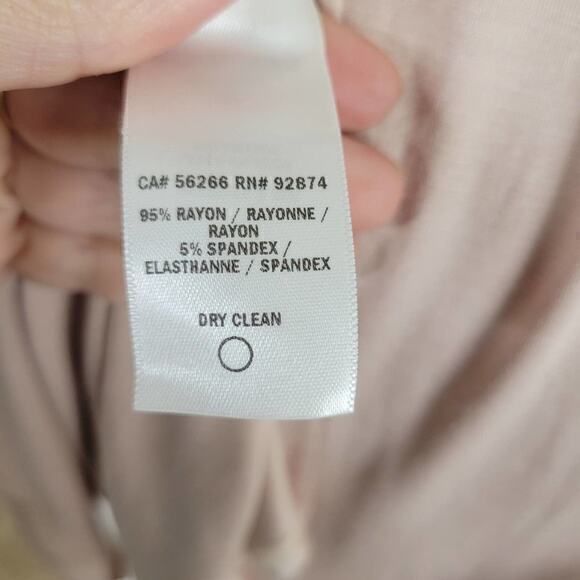 CA# 56266 RN# 92874
95% RAYON / RAYONNE /
RAYON
5% SPANDEX /
ELASTHANNE / SPANDEX
DRY CLEAN